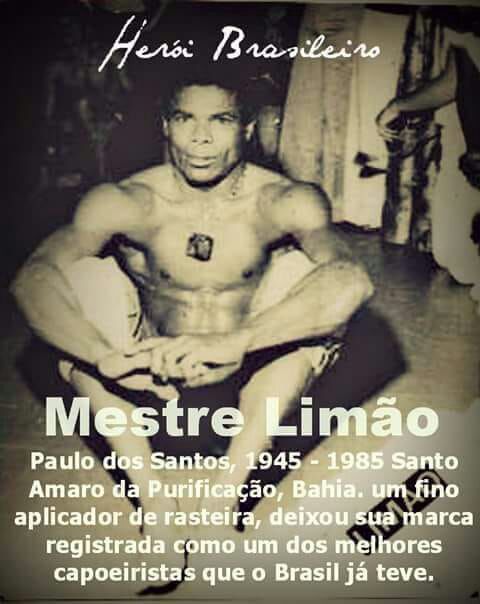 Herói Brasileiro
Mestre Limão
Paulo dos Santos, 1945 - 1985 Santo
Amaro da Purificação, Bahia. um fino
aplicador de rasteira, deixou sua marca
registrada como um dos melhores
capoeiristas que o Brasil já teve.
LIMÃO